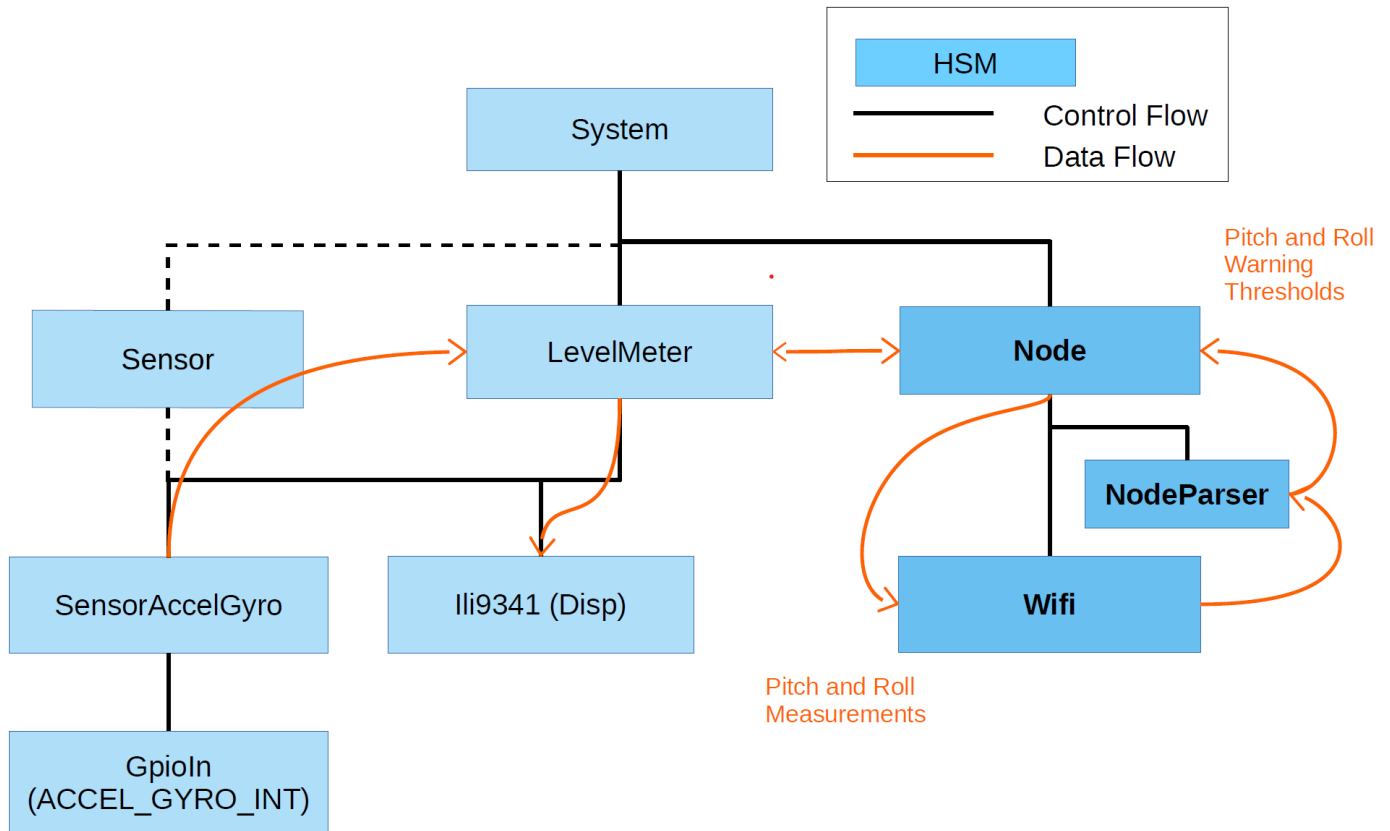 HSM
Control Flow
Data Flow
System
Pitch and Roll
Warning
Thresholds
Sensor
LevelMeter
Node
NodeParser
SensorAccelGyro
Ili9341 (Disp)
Wifi
Pitch and Roll
Measurements
GpioIn
(ACCEL_GYRO_INT)